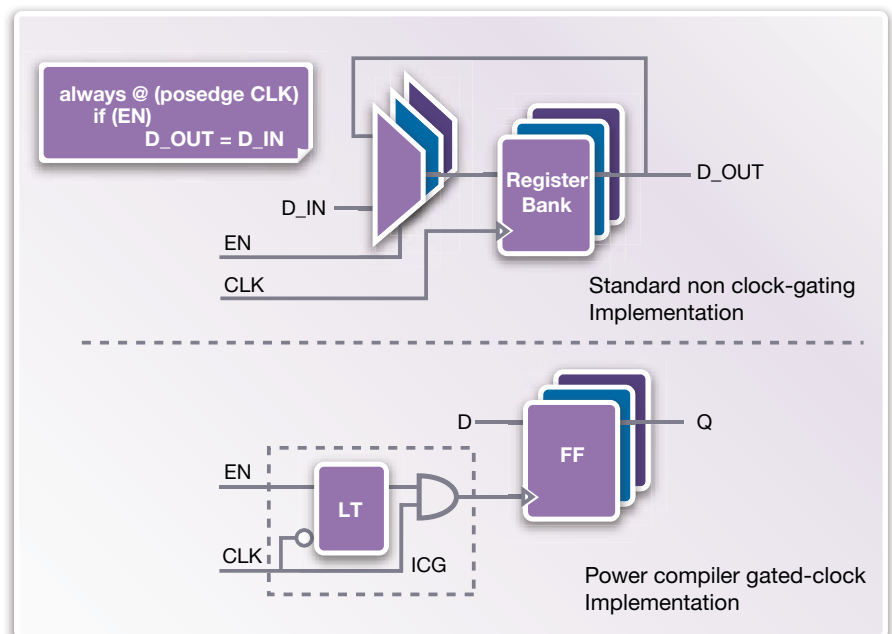 always @ (posedge CLK)
if (EN)
D_OUT = D_IN
Register
Bank
D_OUT
D_IN
EN
CLK
Standard non clock-gating
Implementation
D
Q
FF
EN
LT
CLK
ICG
Power compiler gated-clock
Implementation